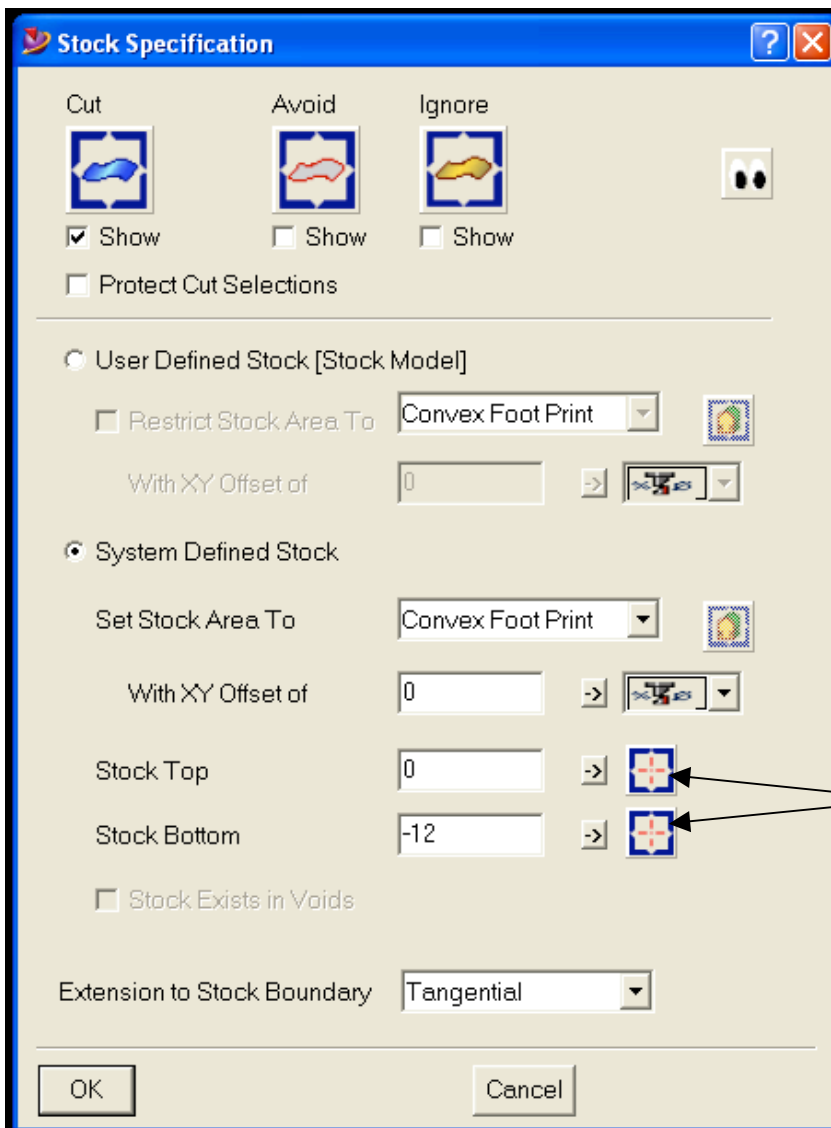 Stock Specification
Cut Avoid Ignore
Show Show Show
Protect Cut Selections
User Defined Stock [Stock Model]
Restrict Stock Area To Convex Foot Print
With XY Offset of 0 ->
System Defined Stock
Set Stock Area To Convex Foot Print
With XY Offset of 0 ->
Stock Top 0 ->
Stock Bottom -12 ->
Stock Exists in Voids
Extension to Stock Boundary Tangential
OK Cancel